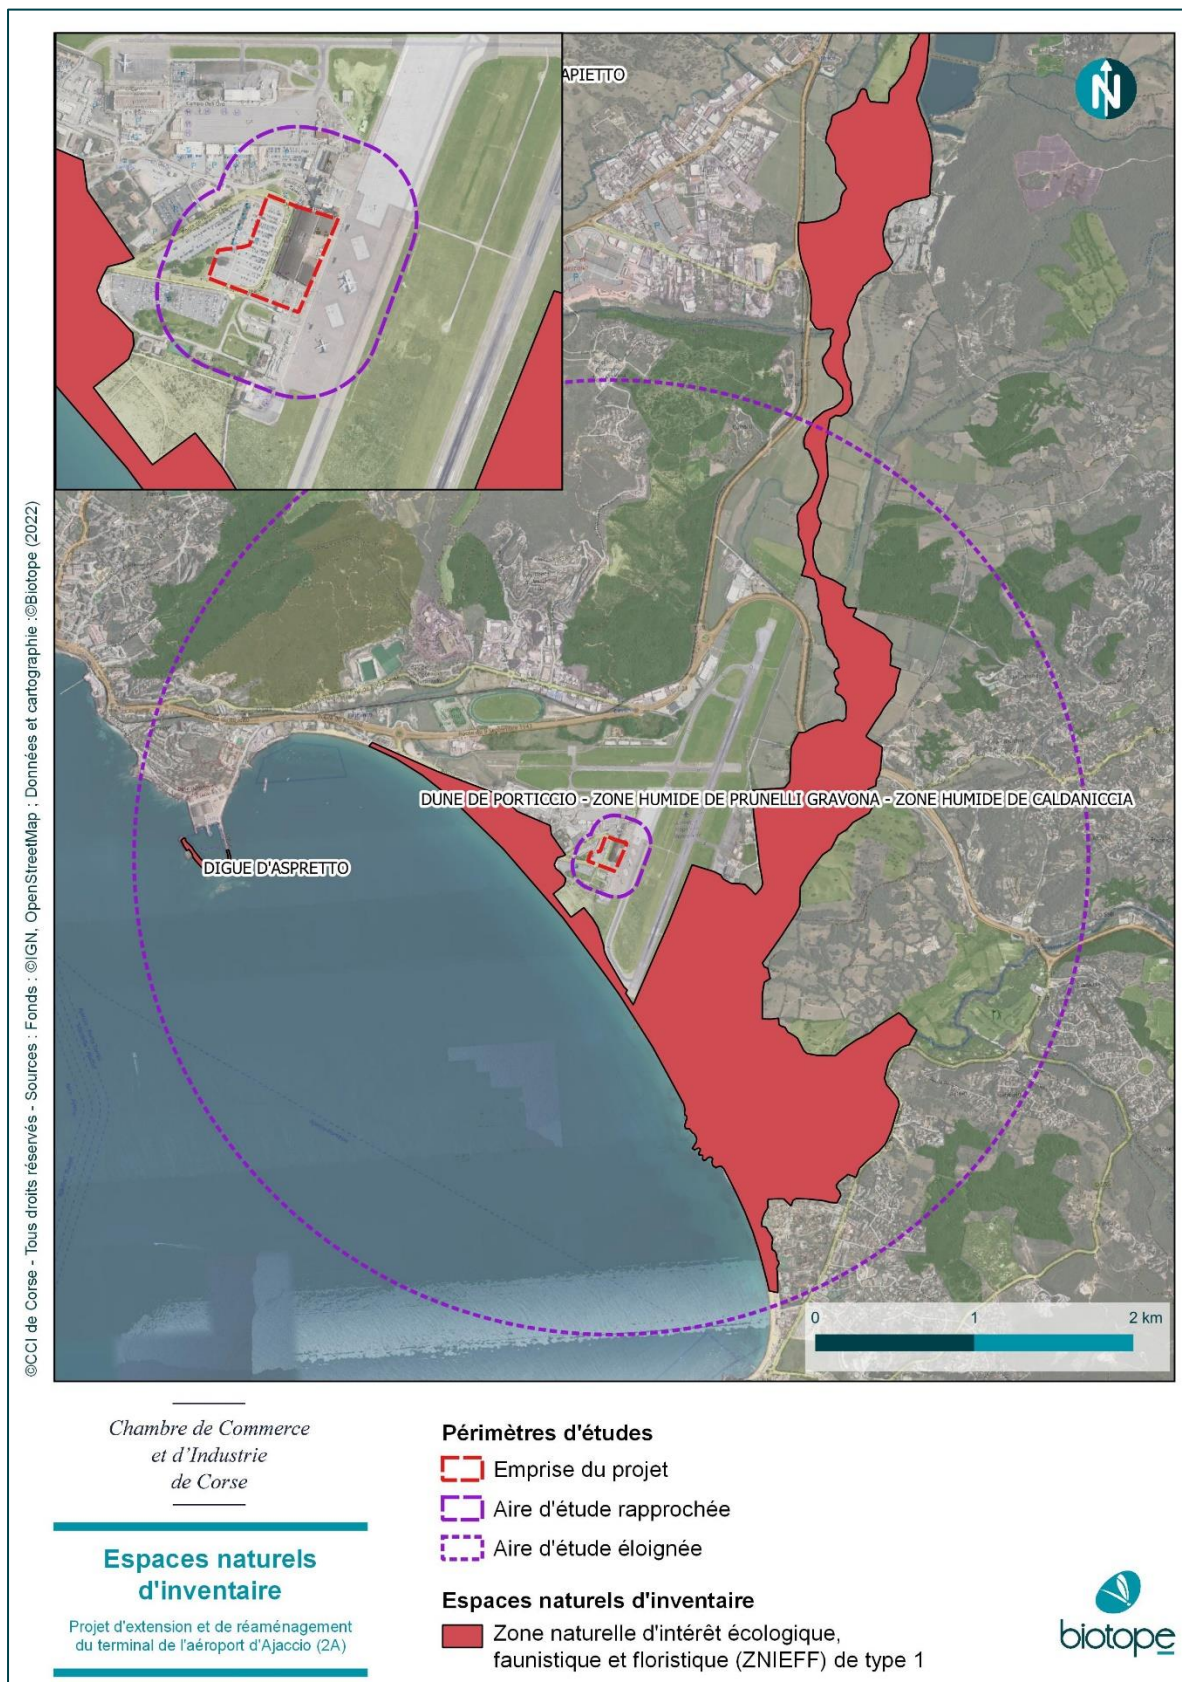 APIETTO
N
DUNE DE PORTICCIO - ZONE HUMIDE DE PRUNELLI GRAVONA - ZONE HUMIDE DE CALDANICCIA
DIGUE D'ASPRETTO
0 1 2 km
©CCI de Corse - Tous droits réservés - Sources : Fonds : ©IGN, OpenStreetMap ; Données et cartographie :©Biotope (2022)
Chambre de Commerce
et d'Industrie
de Corse
Espaces naturels
d'inventaire
Projet d'extension et de réaménagement
du terminal de l'aéroport d'Ajaccio (2A)
Périmètres d'études
Emprise du projet
Aire d'étude rapprochée
Aire d'étude éloignée
Espaces naturels d'inventaire
Zone naturelle d'intérêt écologique,
faunistique et floristique (ZNIEFF) de type 1
biotope